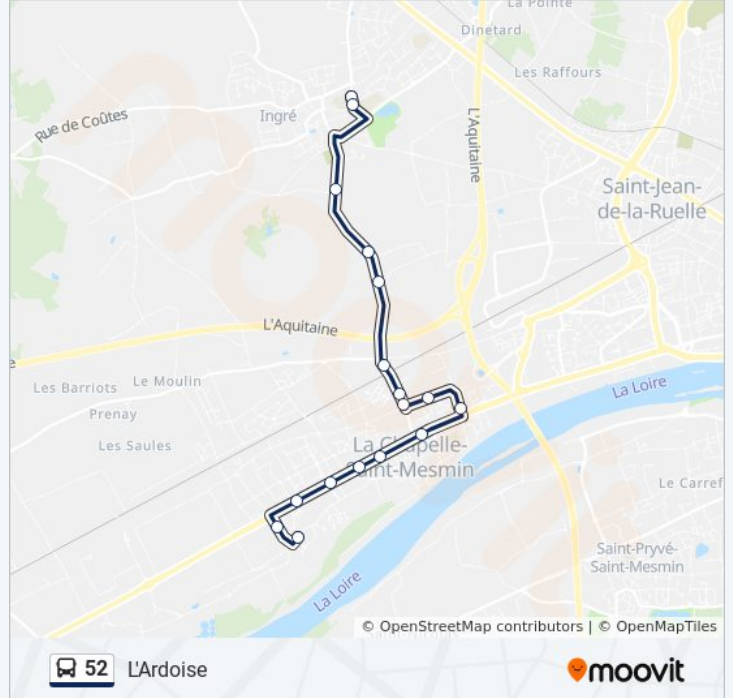 La Pointe
Dinetard
Les Raffours
Rue de Coûtes
Ingré
L'Aquitaine
Saint-Jean-
de-la-Ruelle
L'Aquitaine
e
La Loire
Les Barriots
Le Moulin
Prenay
Les Saules
La Chapelle-
Saint-Mesmin
Le Carref
Saint-Pryvé-
Saint-Mesmin
La Loire
© OpenStreetMap contributors | © OpenMapTiles
52 L'Ardoise
moovit